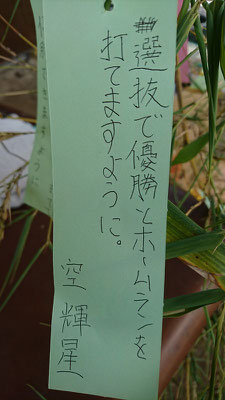 選抜で優勝とホームランを
打てますように。
空輝星